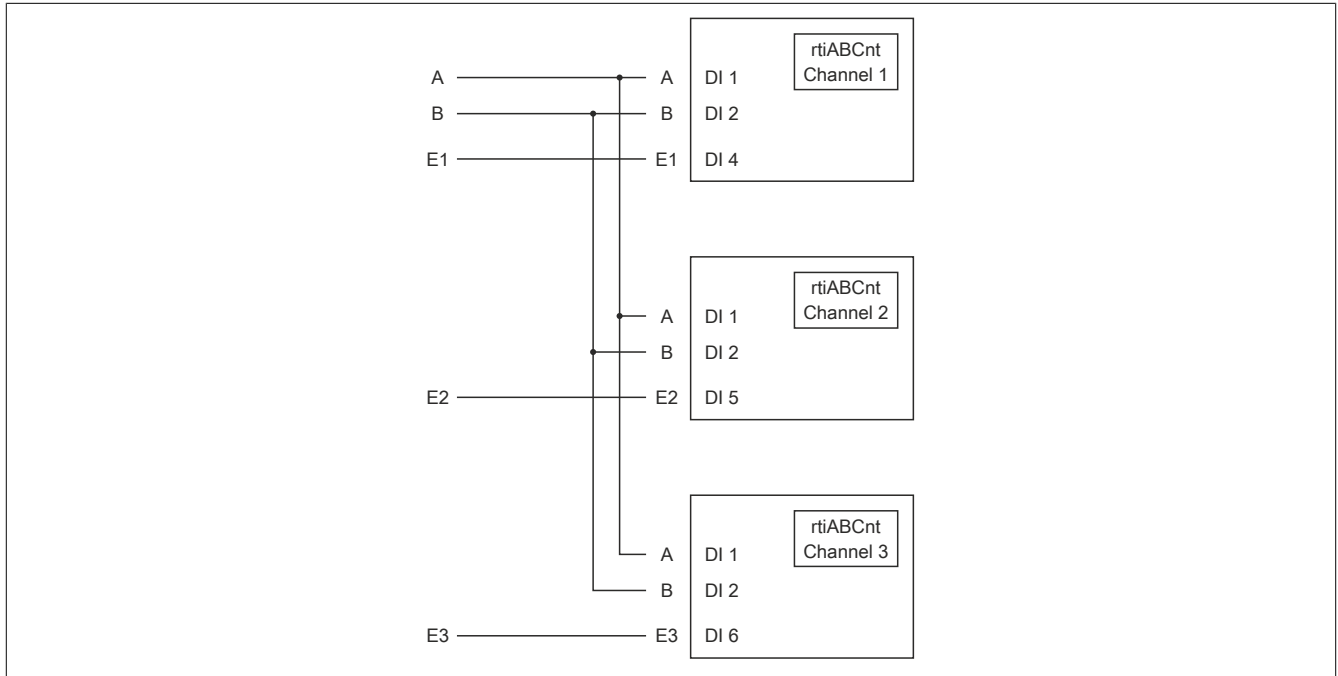 rtiABCnt
Channel 1
A A DI 1
B B DI 2
E1 E1 DI 4
rtiABCnt
Channel 2
A DI 1
B DI 2
E2 E2 DI 5
rtiABCnt
Channel 3
A DI 1
B DI 2
E3 E3 DI 6